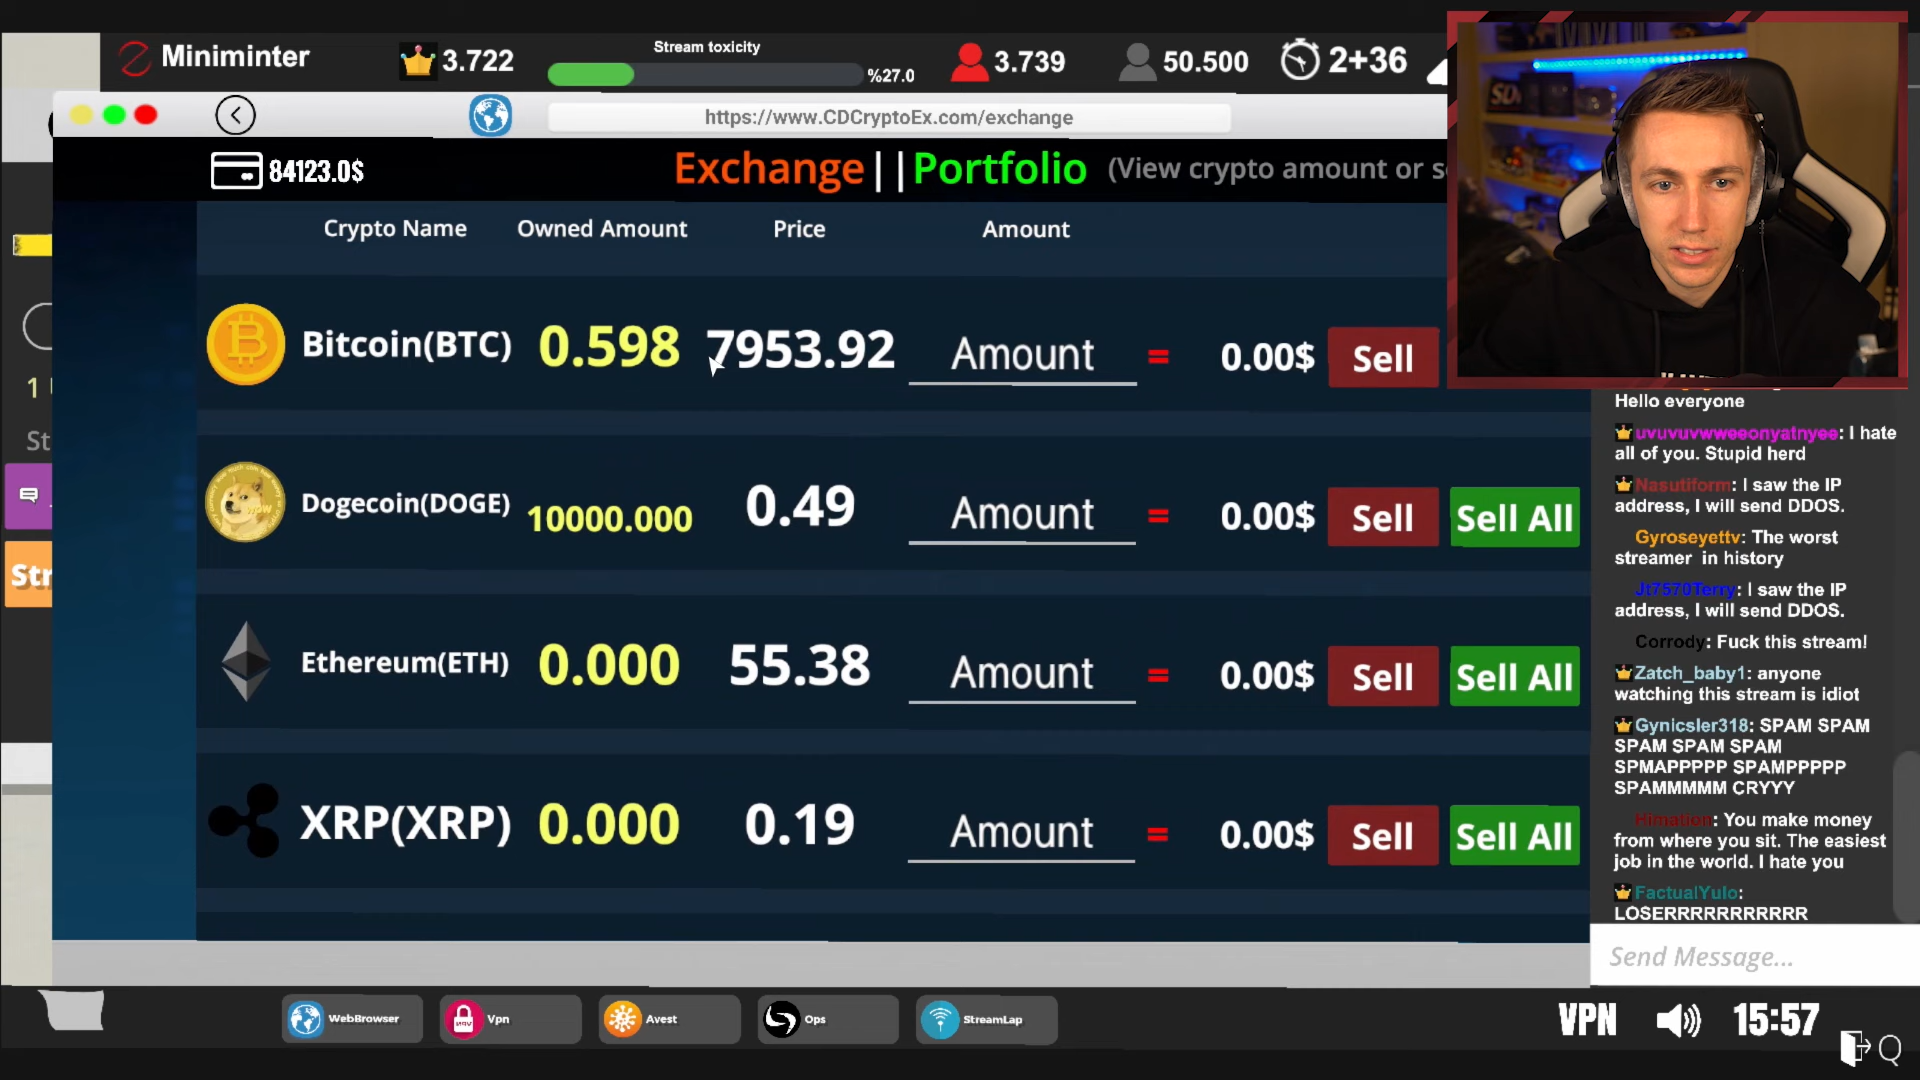 Miniminter
3.722
Stream toxicity
%27.0
3.739
50.500
2+36
https://www.CDCryptoEx.com/exchange
84123.0$
Exchange||Portfolio (View crypto amount or s
Crypto Name Owned Amount Price Amount
Bitcoin(BTC) 0.598 7953.92 Amount = 0.00$ Sell
Dogecoin(DOGE) 10000.000 0.49 Amount = 0.00$ Sell Sell All
Ethereum(ETH) 0.000 55.38 Amount = 0.00$ Sell Sell All
XRP(XRP) 0.000 0.19 Amount = 0.00$ Sell Sell All
1
St
Str
Hello everyone
uvuvuvwweeonyatnyee: I hate
all of you. Stupid herd
Nasutiform: I saw the IP
address, I will send DDOS.
Gyroseyettv: The worst
streamer in history
Jt7570Terry: I saw the IP
address, I will send DDOS.
Corrody: Fuck this stream!
Zatch_baby1: anyone
watching this stream is idiot
Gynicsler318: SPAM SPAM
SPAM SPAM SPAM
SPMAPPPPP SPAMPPPPP
SPAMMMMM CRYYY
Himation: You make money
from where you sit. The easiest
job in the world. I hate you
FactualYulo:
LOSERRRRRRRRRRR
Send Message...
WebBrowser
Vpn
Avest
Ops
StreamLap
VPN
15:57
Q